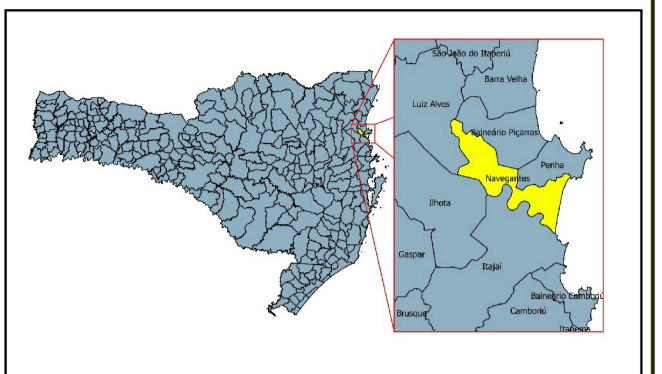 São João do Itaperiú
Barra Velha
Luiz Alves
Balneário Piçarras
Penha
Navegantes
Ilhota
Gaspar
Itajaí
Balneário Camboriú
Camboriú
Brusque
Itapema